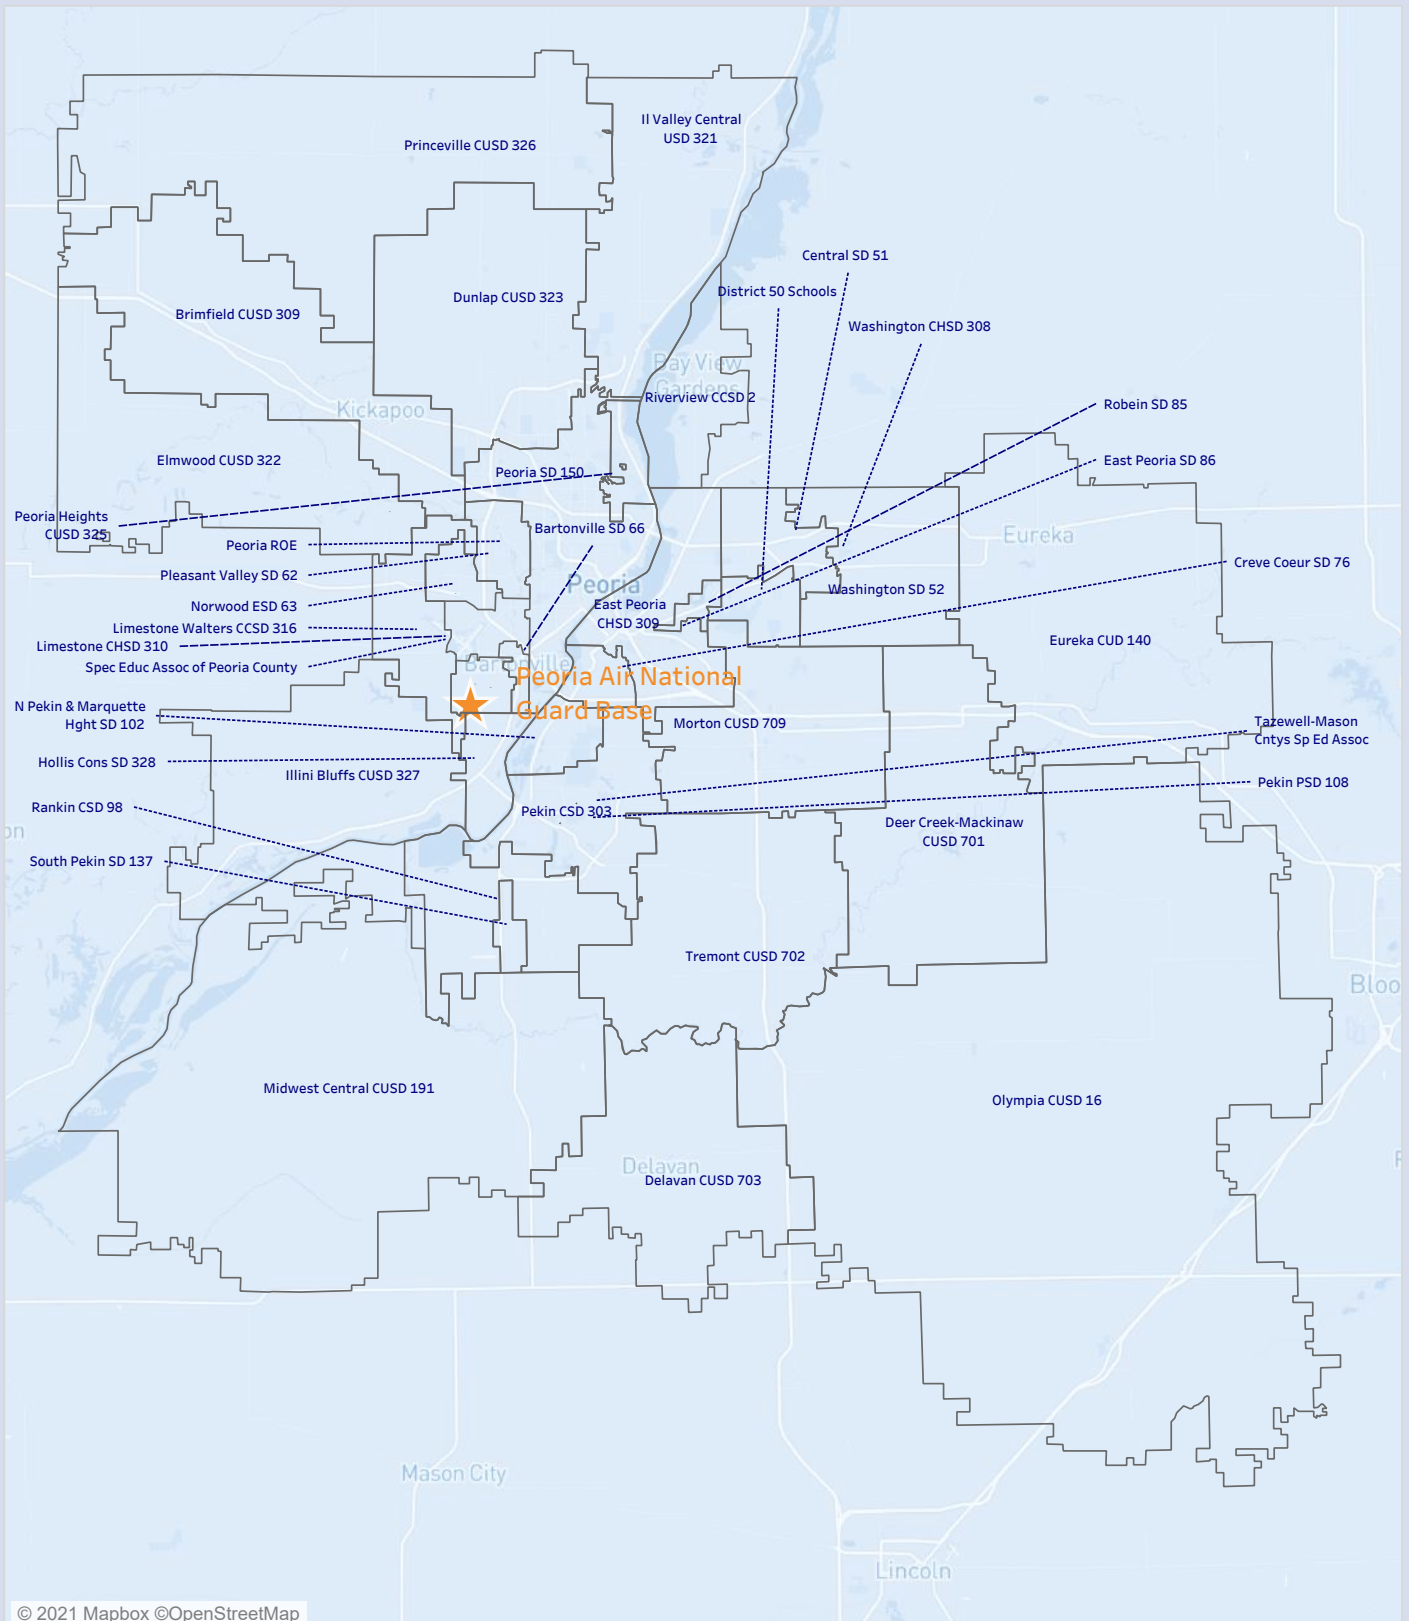 Il Valley Central
USD 321
Princeville CUSD 326
Central SD 51
District 50 Schools
Dunlap CUSD 323
Brimfield CUSD 309
Washington CHSD 308
Bay View
Gardens
Riverview CCSD 2
Kickapoo
Robein SD 85
Elmwood CUSD 322
East Peoria SD 86
Peoria SD 150
Peoria Heights
CUSD 325
Bartonville SD 66
Eureka
Peoria ROE
Creve Coeur SD 76
Pleasant Valley SD 62
Peoria
Washington SD 52
Norwood ESD 63
East Peoria
CHSD 309
Limestone Walters CCSD 316
Eureka CUD 140
Limestone CHSD 310
Spec Educ Assoc of Peoria County
Bartonville
Peoria Air National
Guard Base
N Pekin & Marquette
Hght SD 102
Morton CUSD 709
Tazewell-Mason
Cntys Sp Ed Assoc
Hollis Cons SD 328
Illini Bluffs CUSD 327
Pekin PSD 108
Rankin CSD 98
Pekin CSD 303
Deer Creek-Mackinaw
CUSD 701
on
South Pekin SD 137
Tremont CUSD 702
Bloo
Midwest Central CUSD 191
Olympia CUSD 16
Delavan
Delavan CUSD 703
Mason City
Lincoln
© 2021 Mapbox ©OpenStreetMap